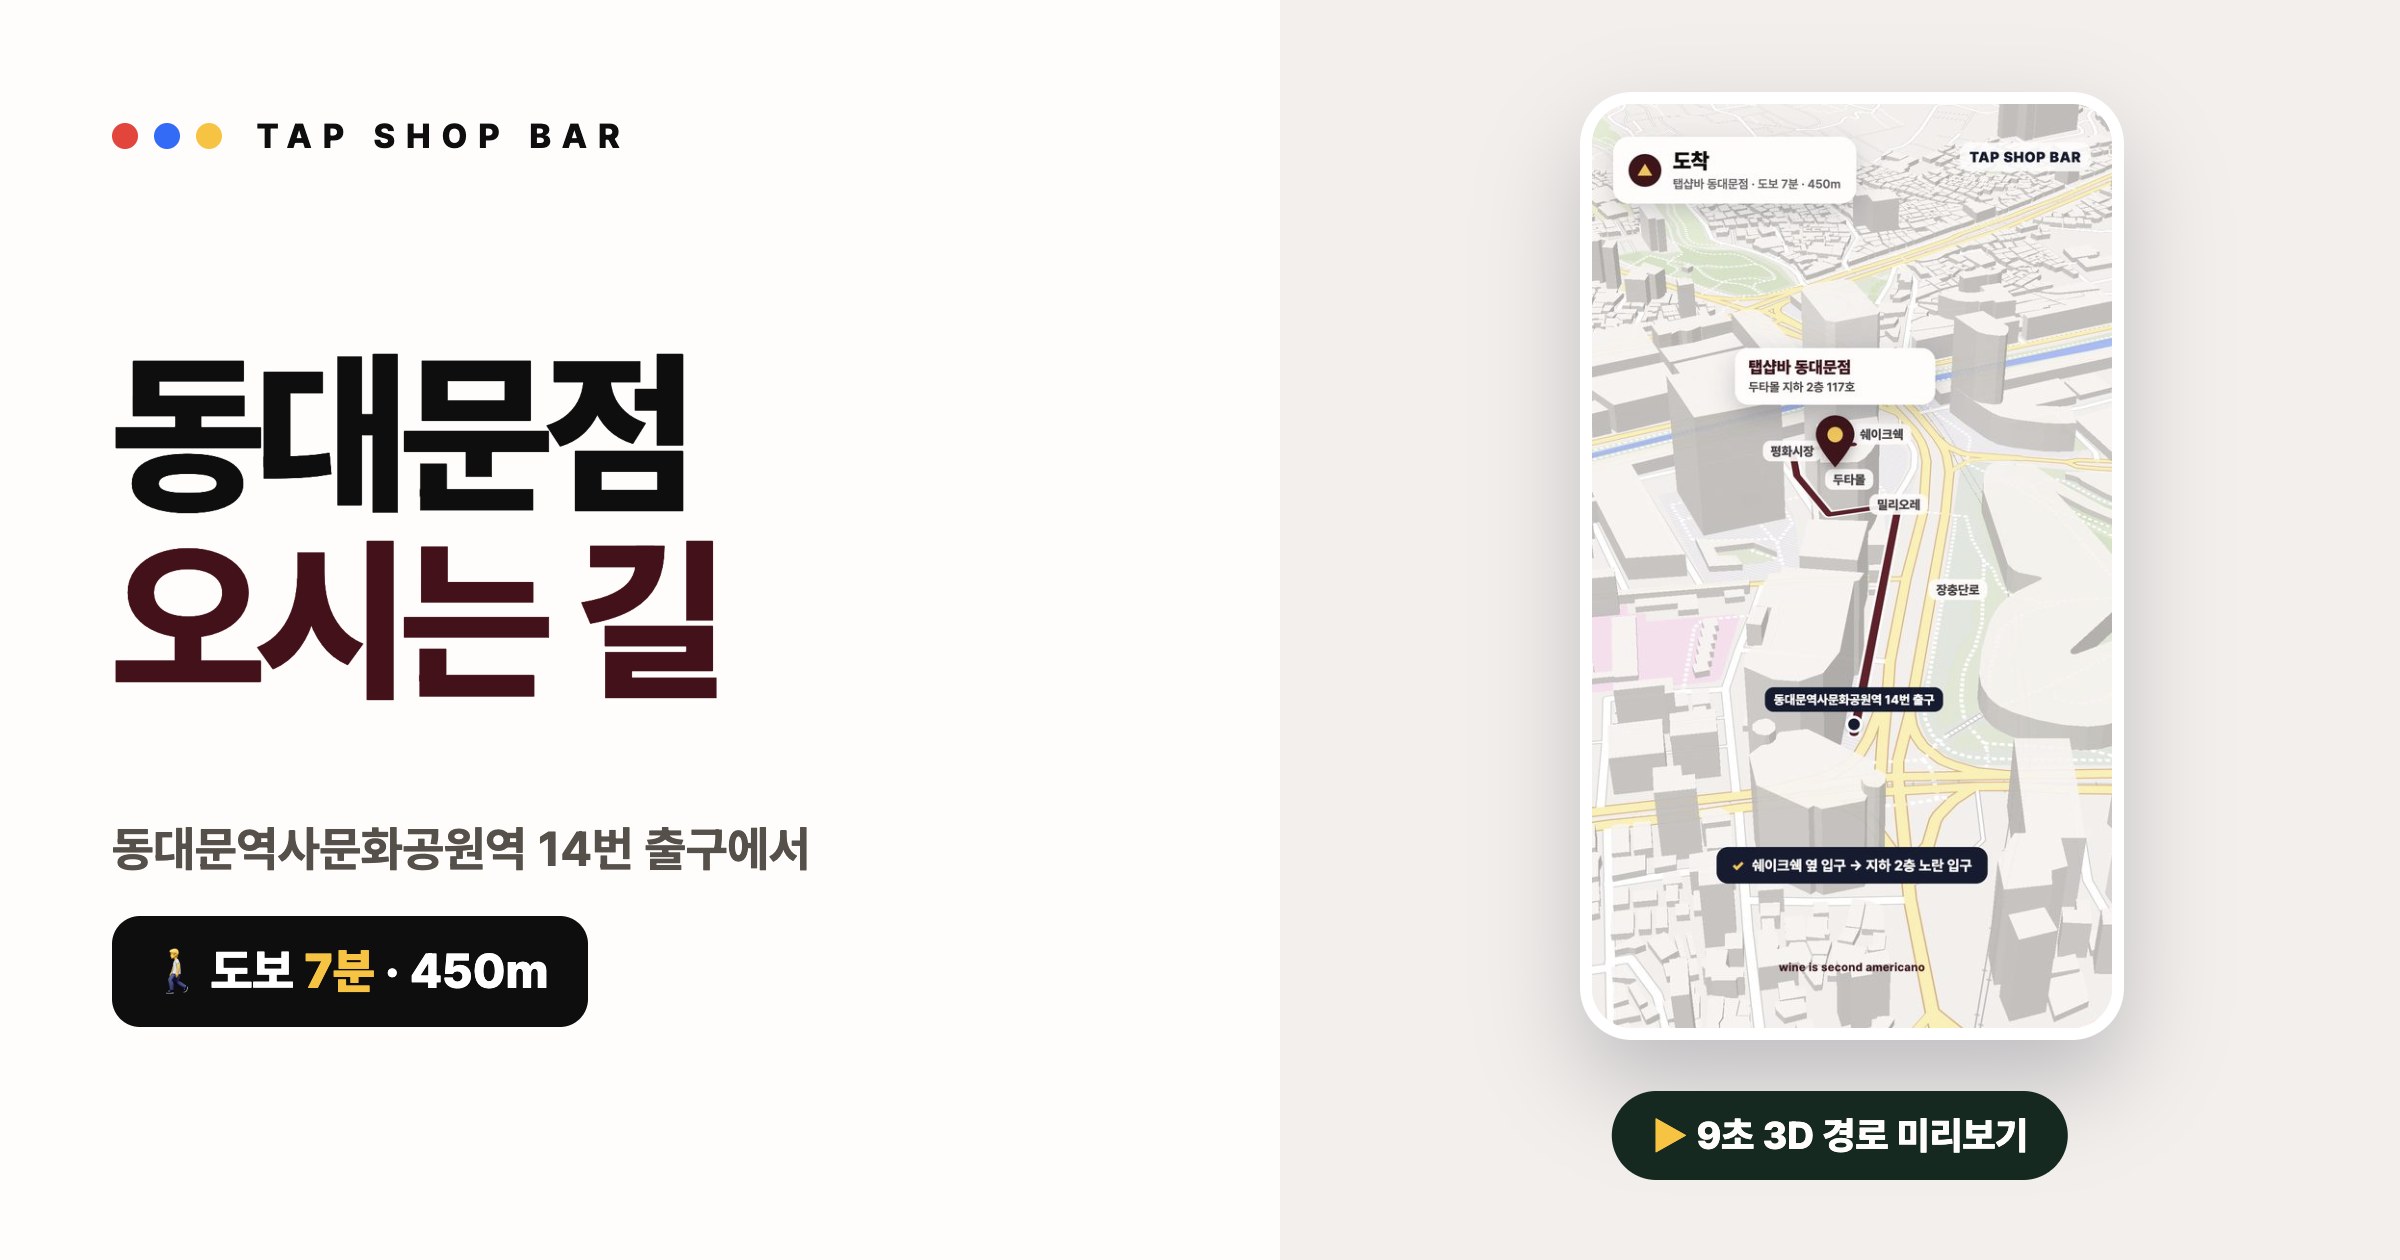 TAP SHOP BAR
동대문점
오시는 길
동대문역사문화공원역 14번 출구에서
도보 7분 · 450m
도착
탭샵바 동대문점 · 도보 7분 · 450m
TAP SHOP BAR
탭샵바 동대문점
두타몰 지하 2층 117호
쉐이크쉑
평화시장
두타몰
밀리오레
장충단로
동대문역사문화공원역 14번 출구
✓ 쉐이크쉑 옆 입구 → 지하 2층 노란 입구
wine is second americano
▶ 9초 3D 경로 미리보기